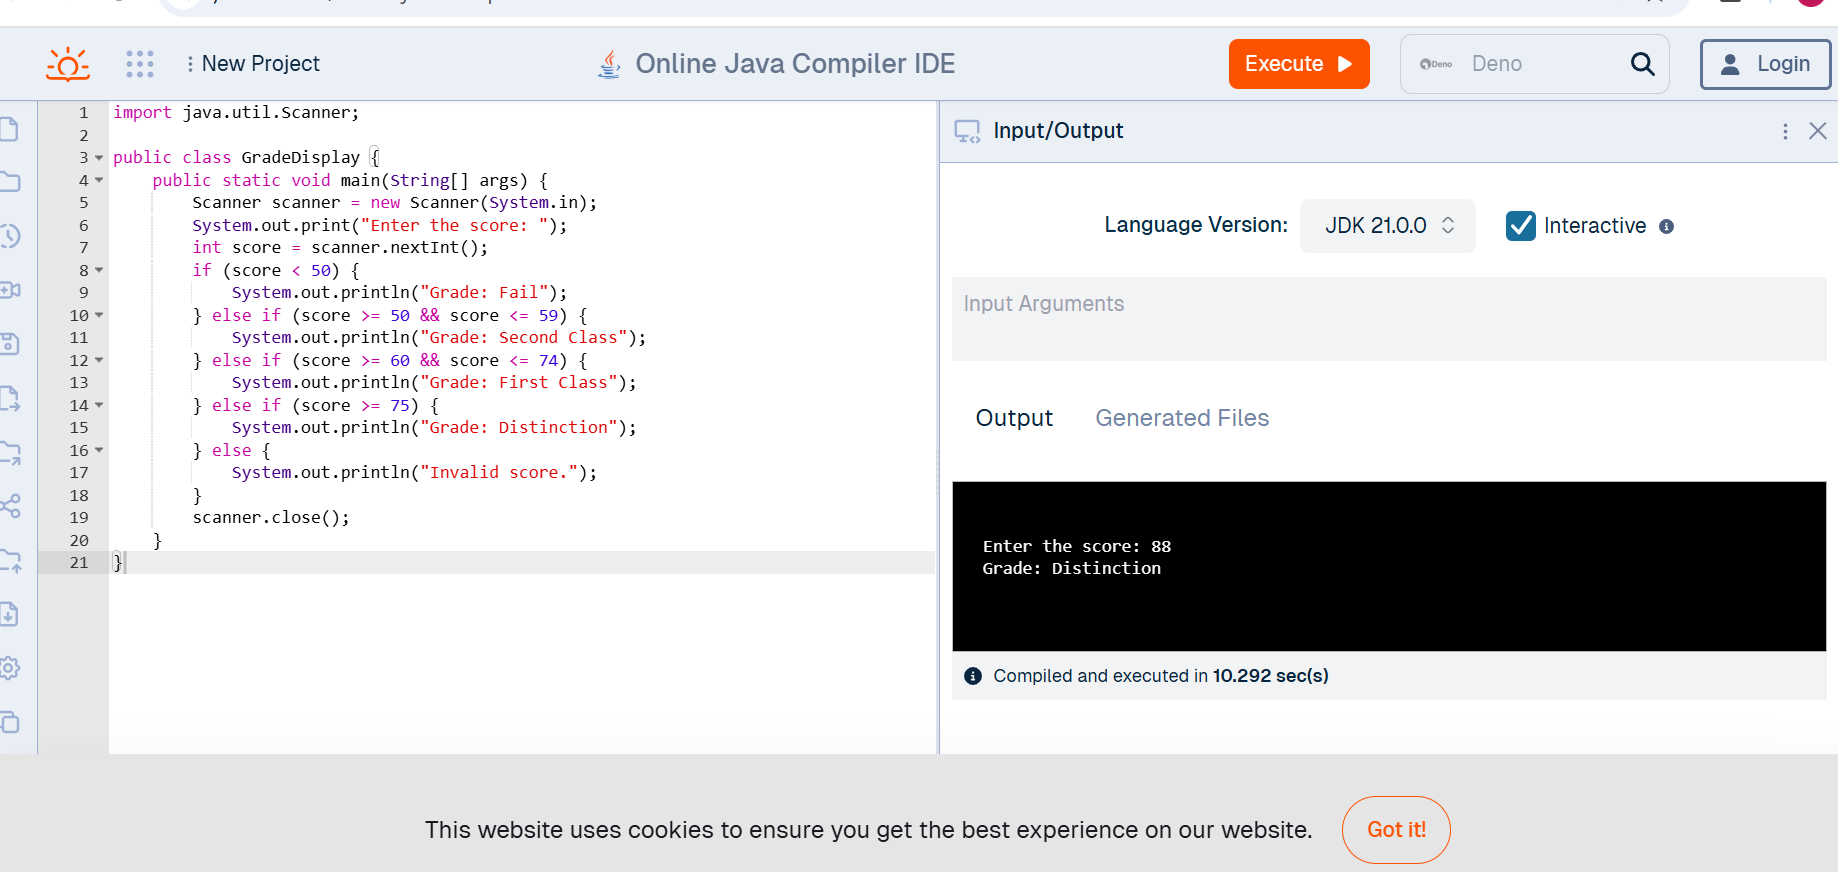 New Project
Online Java Compiler IDE
Execute
Deno
Deno
Login
1 import java.util.Scanner;
2
3 public class GradeDisplay {
4     public static void main(String[] args) {
5         Scanner scanner = new Scanner(System.in);
6         System.out.print("Enter the score: ");
7         int score = scanner.nextInt();
8         if (score < 50) {
9             System.out.println("Grade: Fail");
10         } else if (score >= 50 && score <= 59) {
11             System.out.println("Grade: Second Class");
12         } else if (score >= 60 && score <= 74) {
13             System.out.println("Grade: First Class");
14         } else if (score >= 75) {
15             System.out.println("Grade: Distinction");
16         } else {
17             System.out.println("Invalid score.");
18         }
19         scanner.close();
20     }
21 }
Input/Output
Language Version: JDK 21.0.0 Interactive
Input Arguments
Output Generated Files
Enter the score: 88
Grade: Distinction
Compiled and executed in 10.292 sec(s)
This website uses cookies to ensure you get the best experience on our website. Got it!